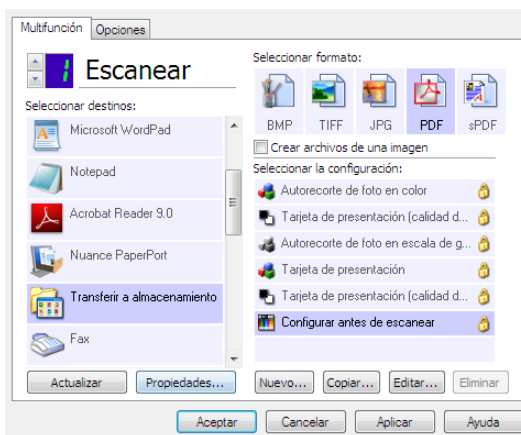 Multifunción
Opciones
1
Escanear
Seleccionar destinos:
Microsoft WordPad
Notepad
Acrobat Reader 9.0
Nuance PaperPort
Transferir a almacenamiento
Fax
Actualizar
Propiedades...
Seleccionar formato:
BMP
TIFF
JPG
PDF
sPDF
Crear archivos de una imagen
Seleccionar la configuración:
Autorecorte de foto en color
Tarjeta de presentación (calidad d...
Autorecorte de foto en escala de g...
Tarjeta de presentación
Tarjeta de presentación (calidad d...
Configurar antes de escanear
Nuevo...
Copiar...
Editar...
Eliminar
Aceptar
Cancelar
Aplicar
Ayuda